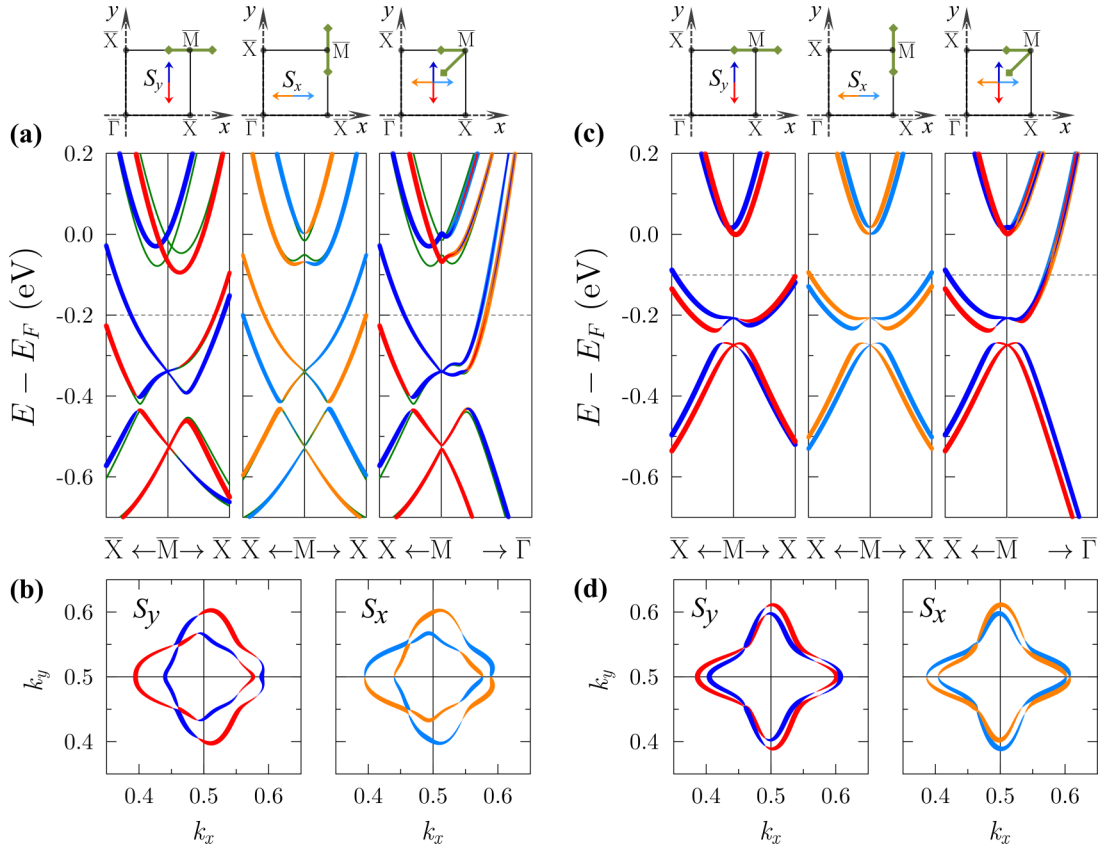 y y y y y y
X̅ M̅ X̅ M̅ X̅ M̅ X̅ M̅ X̅ M̅ X̅ M̅
S_y S_x S_y S_x
Γ̅ X̅ x Γ̅ X̅ x Γ̅ X̅ x Γ̅ X̅ x Γ̅ X̅ x Γ̅ X̅ x
(a) (c)
0.2 0.2
0.0 0.0
-0.2 -0.2
-0.4 -0.4
-0.6 -0.6
E − E_F (eV) E − E_F (eV)
X̅ ← M̅ → X̅ X̅ ← M̅ → X̅ X̅ ← M̅ → Γ̅ X̅ ← M̅ → X̅ X̅ ← M̅ → X̅ X̅ ← M̅ → Γ̅
(b) (d)
S_y S_x S_y S_x
0.6 0.6
k_y 0.5 k_y 0.5
0.4 0.4
0.4 0.5 0.6 0.4 0.5 0.6 0.4 0.5 0.6 0.4 0.5 0.6
k_x k_x k_x k_x